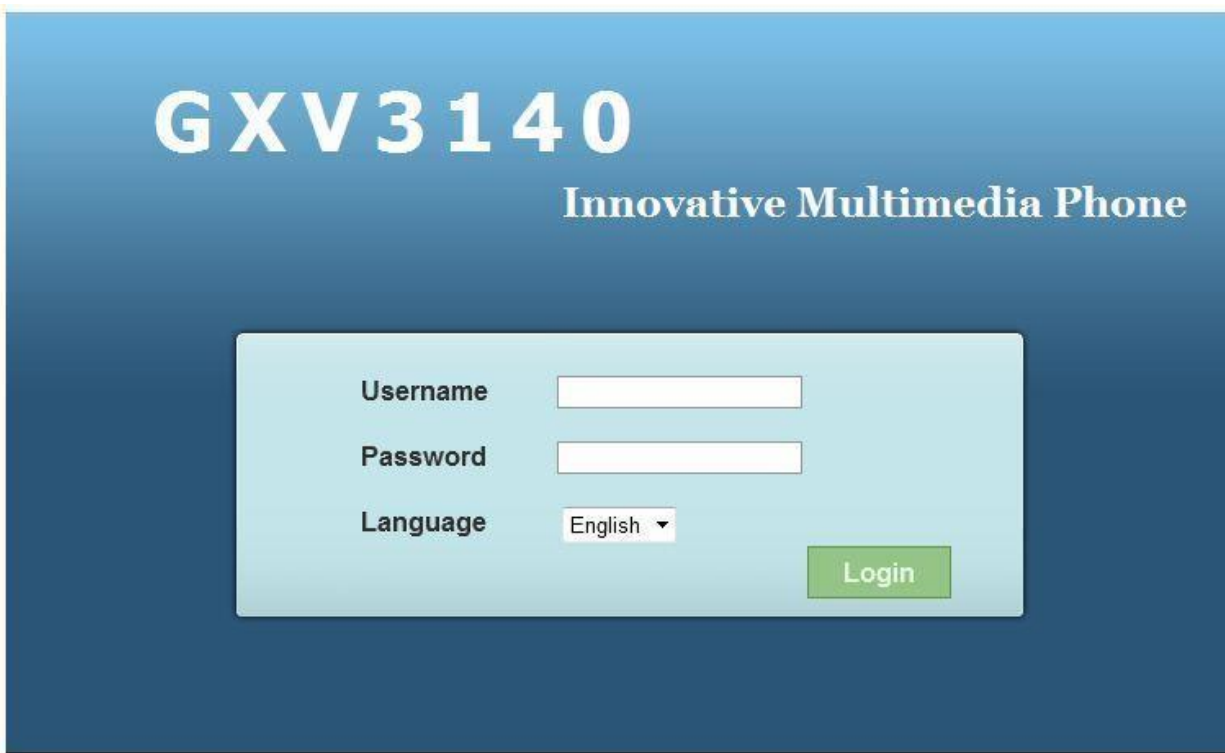 GXV3140
Innovative Multimedia Phone
Username
Password
Language English
Login